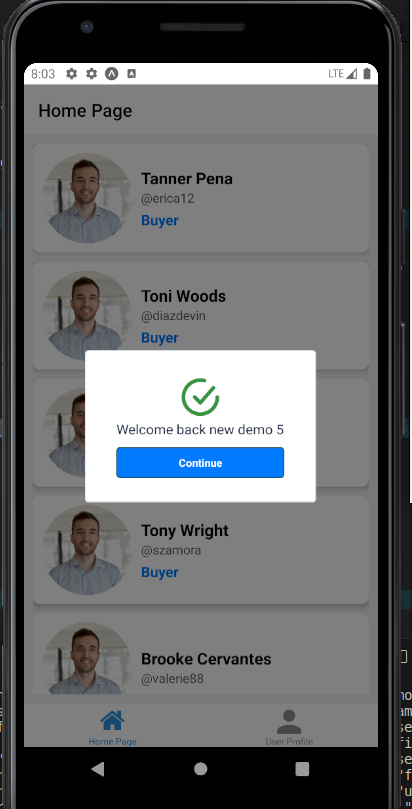 8:03
LTE
Home Page
Tanner Pena
@erica12
Buyer
Toni Woods
@diazdevin
Buyer
Welcome back new demo 5
Continue
Tony Wright
@szamora
Buyer
Brooke Cervantes
@valerie88
Home Page
User Profile